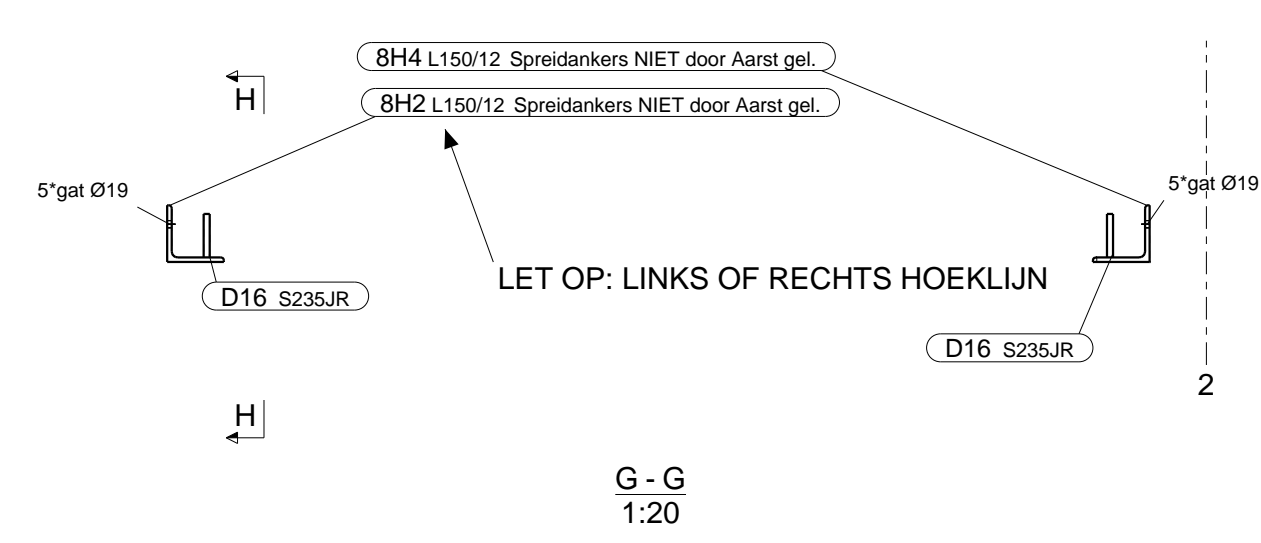 8H4 L150/12 Spreidankers NIET door Aarst gel.
H
8H2 L150/12 Spreidankers NIET door Aarst gel.
5*gat Ø19
5*gat Ø19
LET OP: LINKS OF RECHTS HOEKLIJN
D16 S235JR
D16 S235JR
2
H
G - G
1:20